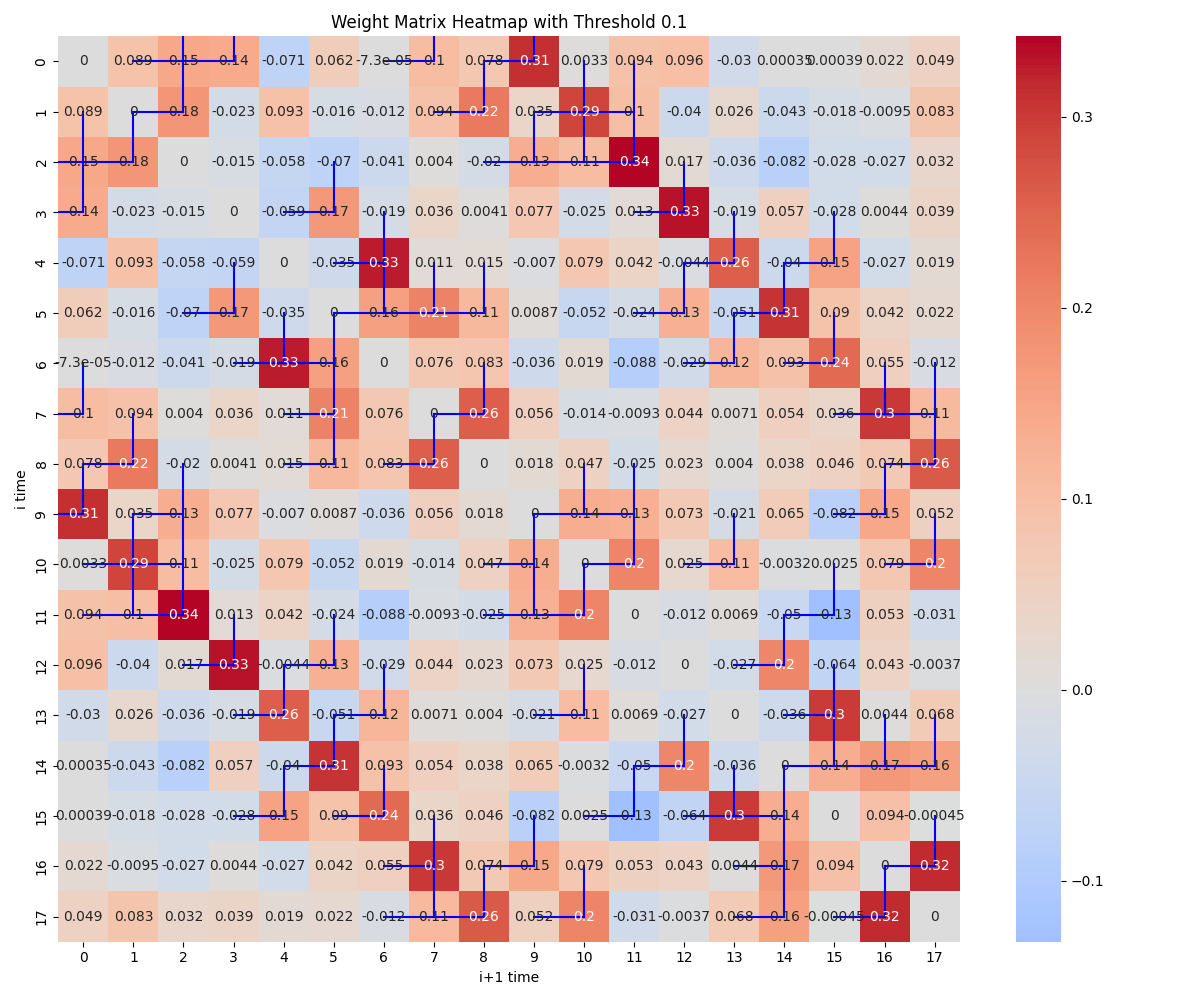 Weight Matrix Heatmap with Threshold 0.1
0 0 0.089 0.15 0.14 -0.071 0.062 -7.3e-05 0.1 0.078 0.31 0.0033 0.094 0.096 -0.03 0.00035 0.00039 0.022 0.049
1 0.089 0 0.18 -0.023 0.093 -0.016 -0.012 0.094 0.22 0.035 0.29 0.1 -0.04 0.026 -0.043 -0.018 -0.0095 0.083
2 0.15 0.18 0 -0.015 -0.058 -0.07 -0.041 0.004 -0.02 0.13 0.11 0.34 0.017 -0.036 -0.082 -0.028 -0.027 0.032
3 0.14 -0.023 -0.015 0 -0.059 0.17 -0.019 0.036 0.0041 0.077 -0.025 0.013 0.33 -0.019 0.057 -0.028 0.0044 0.039
4 -0.071 0.093 -0.058 -0.059 0 -0.035 0.33 0.011 0.015 -0.007 0.079 0.042 -0.0044 0.26 -0.04 0.15 -0.027 0.019
5 0.062 -0.016 -0.07 0.17 -0.035 0 0.16 0.21 0.11 0.0087 -0.052 -0.024 0.13 -0.051 0.31 0.09 0.042 0.022
6 -7.3e-05 -0.012 -0.041 -0.019 0.33 0.16 0 0.076 0.083 -0.036 0.019 -0.088 -0.029 0.12 0.093 0.24 0.055 -0.012
7 0.1 0.094 0.004 0.036 0.011 0.21 0.076 0 0.26 0.056 -0.014 -0.0093 0.044 0.0071 0.054 0.036 0.3 0.11
8 0.078 0.22 -0.02 0.0041 0.015 0.11 0.083 0.26 0 0.018 0.047 -0.025 0.023 0.004 0.038 0.046 0.074 0.26
9 0.31 0.035 0.13 0.077 -0.007 0.0087 -0.036 0.056 0.018 0 0.14 0.13 0.073 -0.021 0.065 -0.082 0.15 0.052
10 0.0033 0.29 0.11 -0.025 0.079 -0.052 0.019 -0.014 0.047 0.14 0 0.2 0.025 0.11 -0.0032 0.0025 0.079 0.2
11 0.094 0.1 0.34 0.013 0.042 -0.024 -0.088 -0.0093 -0.025 0.13 0.2 0 -0.012 0.0069 -0.05 -0.13 0.053 -0.031
12 0.096 -0.04 0.017 0.33 -0.0044 0.13 -0.029 0.044 0.023 0.073 0.025 -0.012 0 -0.027 0.2 -0.064 0.043 -0.0037
13 -0.03 0.026 -0.036 -0.019 0.26 -0.051 0.12 0.0071 0.004 -0.021 0.11 0.0069 -0.027 0 -0.036 0.3 0.0044 0.068
14 -0.00035 -0.043 -0.082 0.057 -0.04 0.31 0.093 0.054 0.038 0.065 -0.0032 -0.05 0.2 -0.036 0 0.14 0.17 0.16
15 -0.00039 -0.018 -0.028 -0.028 0.15 0.09 0.24 0.036 0.046 -0.082 0.0025 -0.13 -0.064 0.3 0.14 0 0.094 -0.00045
16 0.022 -0.0095 -0.027 0.0044 -0.027 0.042 0.055 0.3 0.074 0.15 0.079 0.053 0.043 0.0044 0.17 0.094 0 0.32
17 0.049 0.083 0.032 0.039 0.019 0.022 -0.012 0.11 0.26 0.052 0.2 -0.031 -0.0037 0.068 0.16 -0.00045 0.32 0
0 1 2 3 4 5 6 7 8 9 10 11 12 13 14 15 16 17
i+1 time
i time
0.3
0.2
0.1
0.0
−0.1